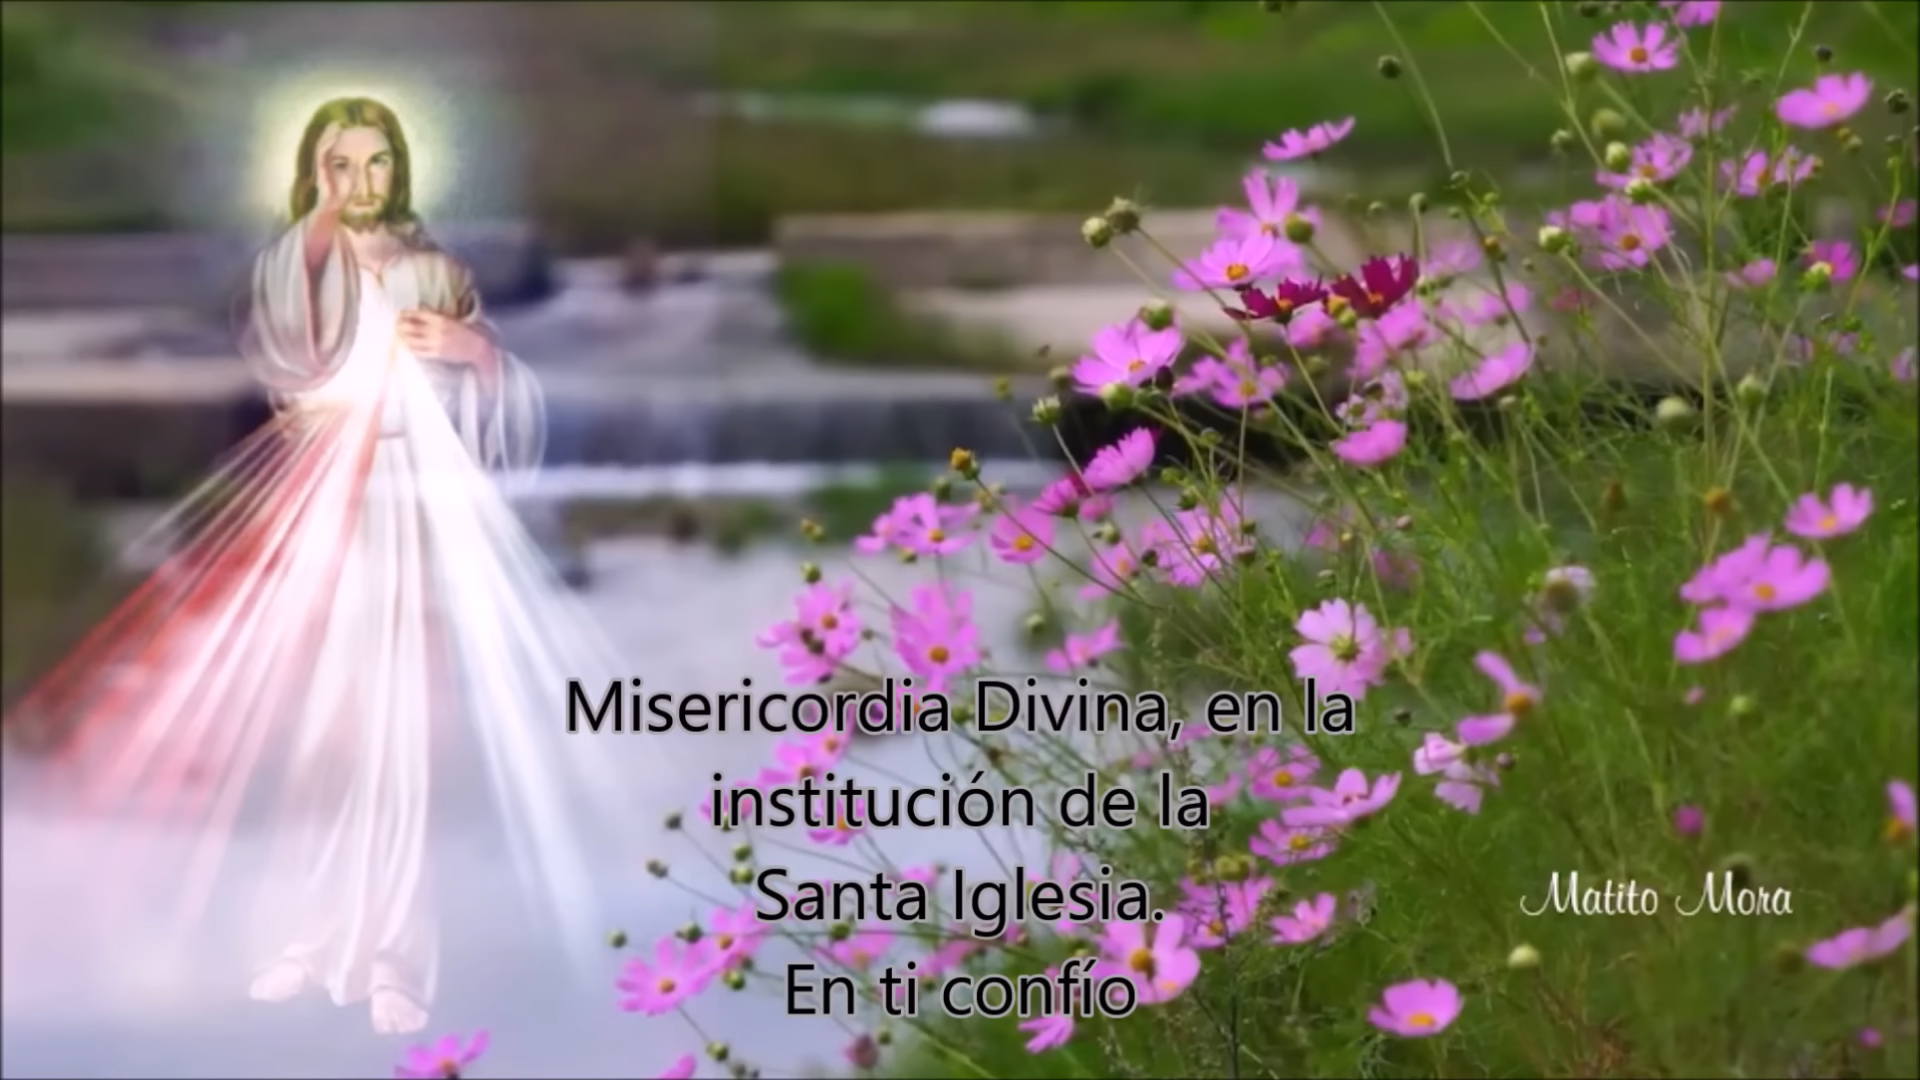 Misericordia Divina, en la
institución de la
Santa Iglesia.
En ti confío
Matito Mora